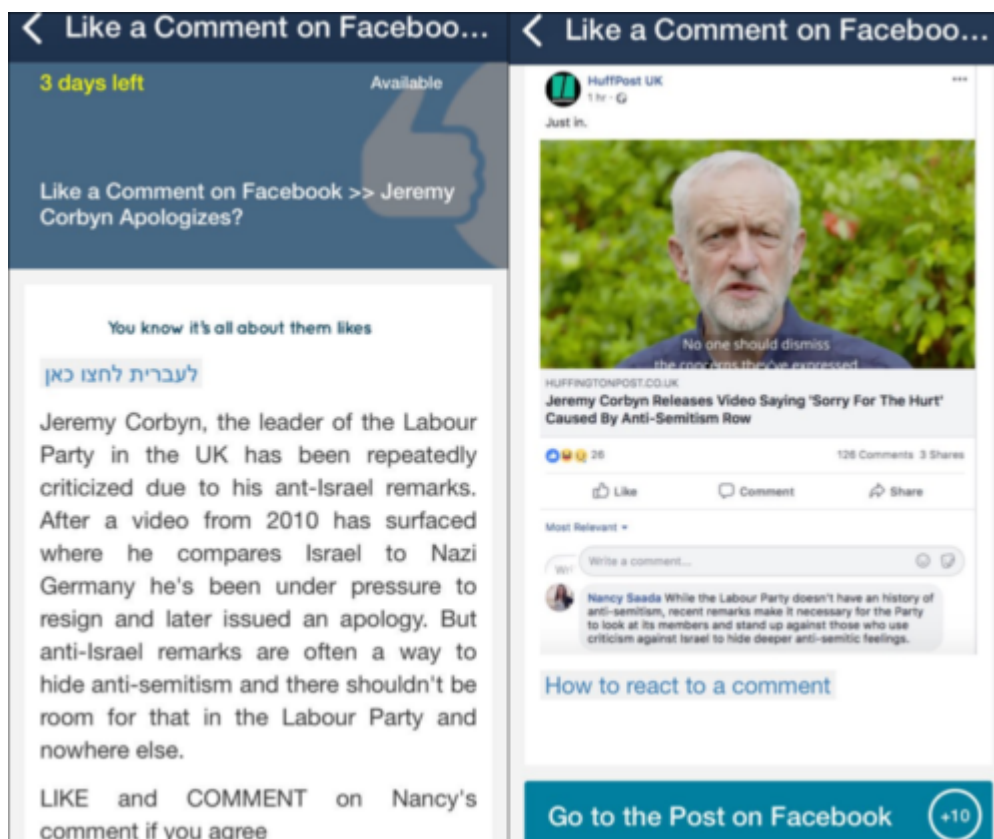 Like a Comment on Faceboo...
3 days left
Available
Like a Comment on Facebook >> Jeremy
Corbyn Apologizes?
You know it's all about them likes
לעברית לחצו כאן
Jeremy Corbyn, the leader of the Labour
Party in the UK has been repeatedly
criticized due to his ant-Israel remarks.
After a video from 2010 has surfaced
where he compares Israel to Nazi
Germany he's been under pressure to
resign and later issued an apology. But
anti-Israel remarks are often a way to
hide anti-semitism and there shouldn't be
room for that in the Labour Party and
nowhere else.
LIKE and COMMENT on Nancy's
comment if you agree
Like a Comment on Faceboo...
HuffPost UK
1 hr
Just in.
No one should dismiss
the concerns they've expressed
HUFFINGTONPOST.CO.UK
Jeremy Corbyn Releases Video Saying 'Sorry For The Hurt'
Caused By Anti-Semitism Row
26
126 Comments 3 Shares
Like
Comment
Share
Most Relevant
Write a comment...
Nancy Saada While the Labour Party doesn't have an history of
anti-semitism, recent remarks make it necessary for the Party
to look at its members and stand up against those who use
criticism against Israel to hide deeper anti-semitic feelings.
How to react to a comment
Go to the Post on Facebook
+10